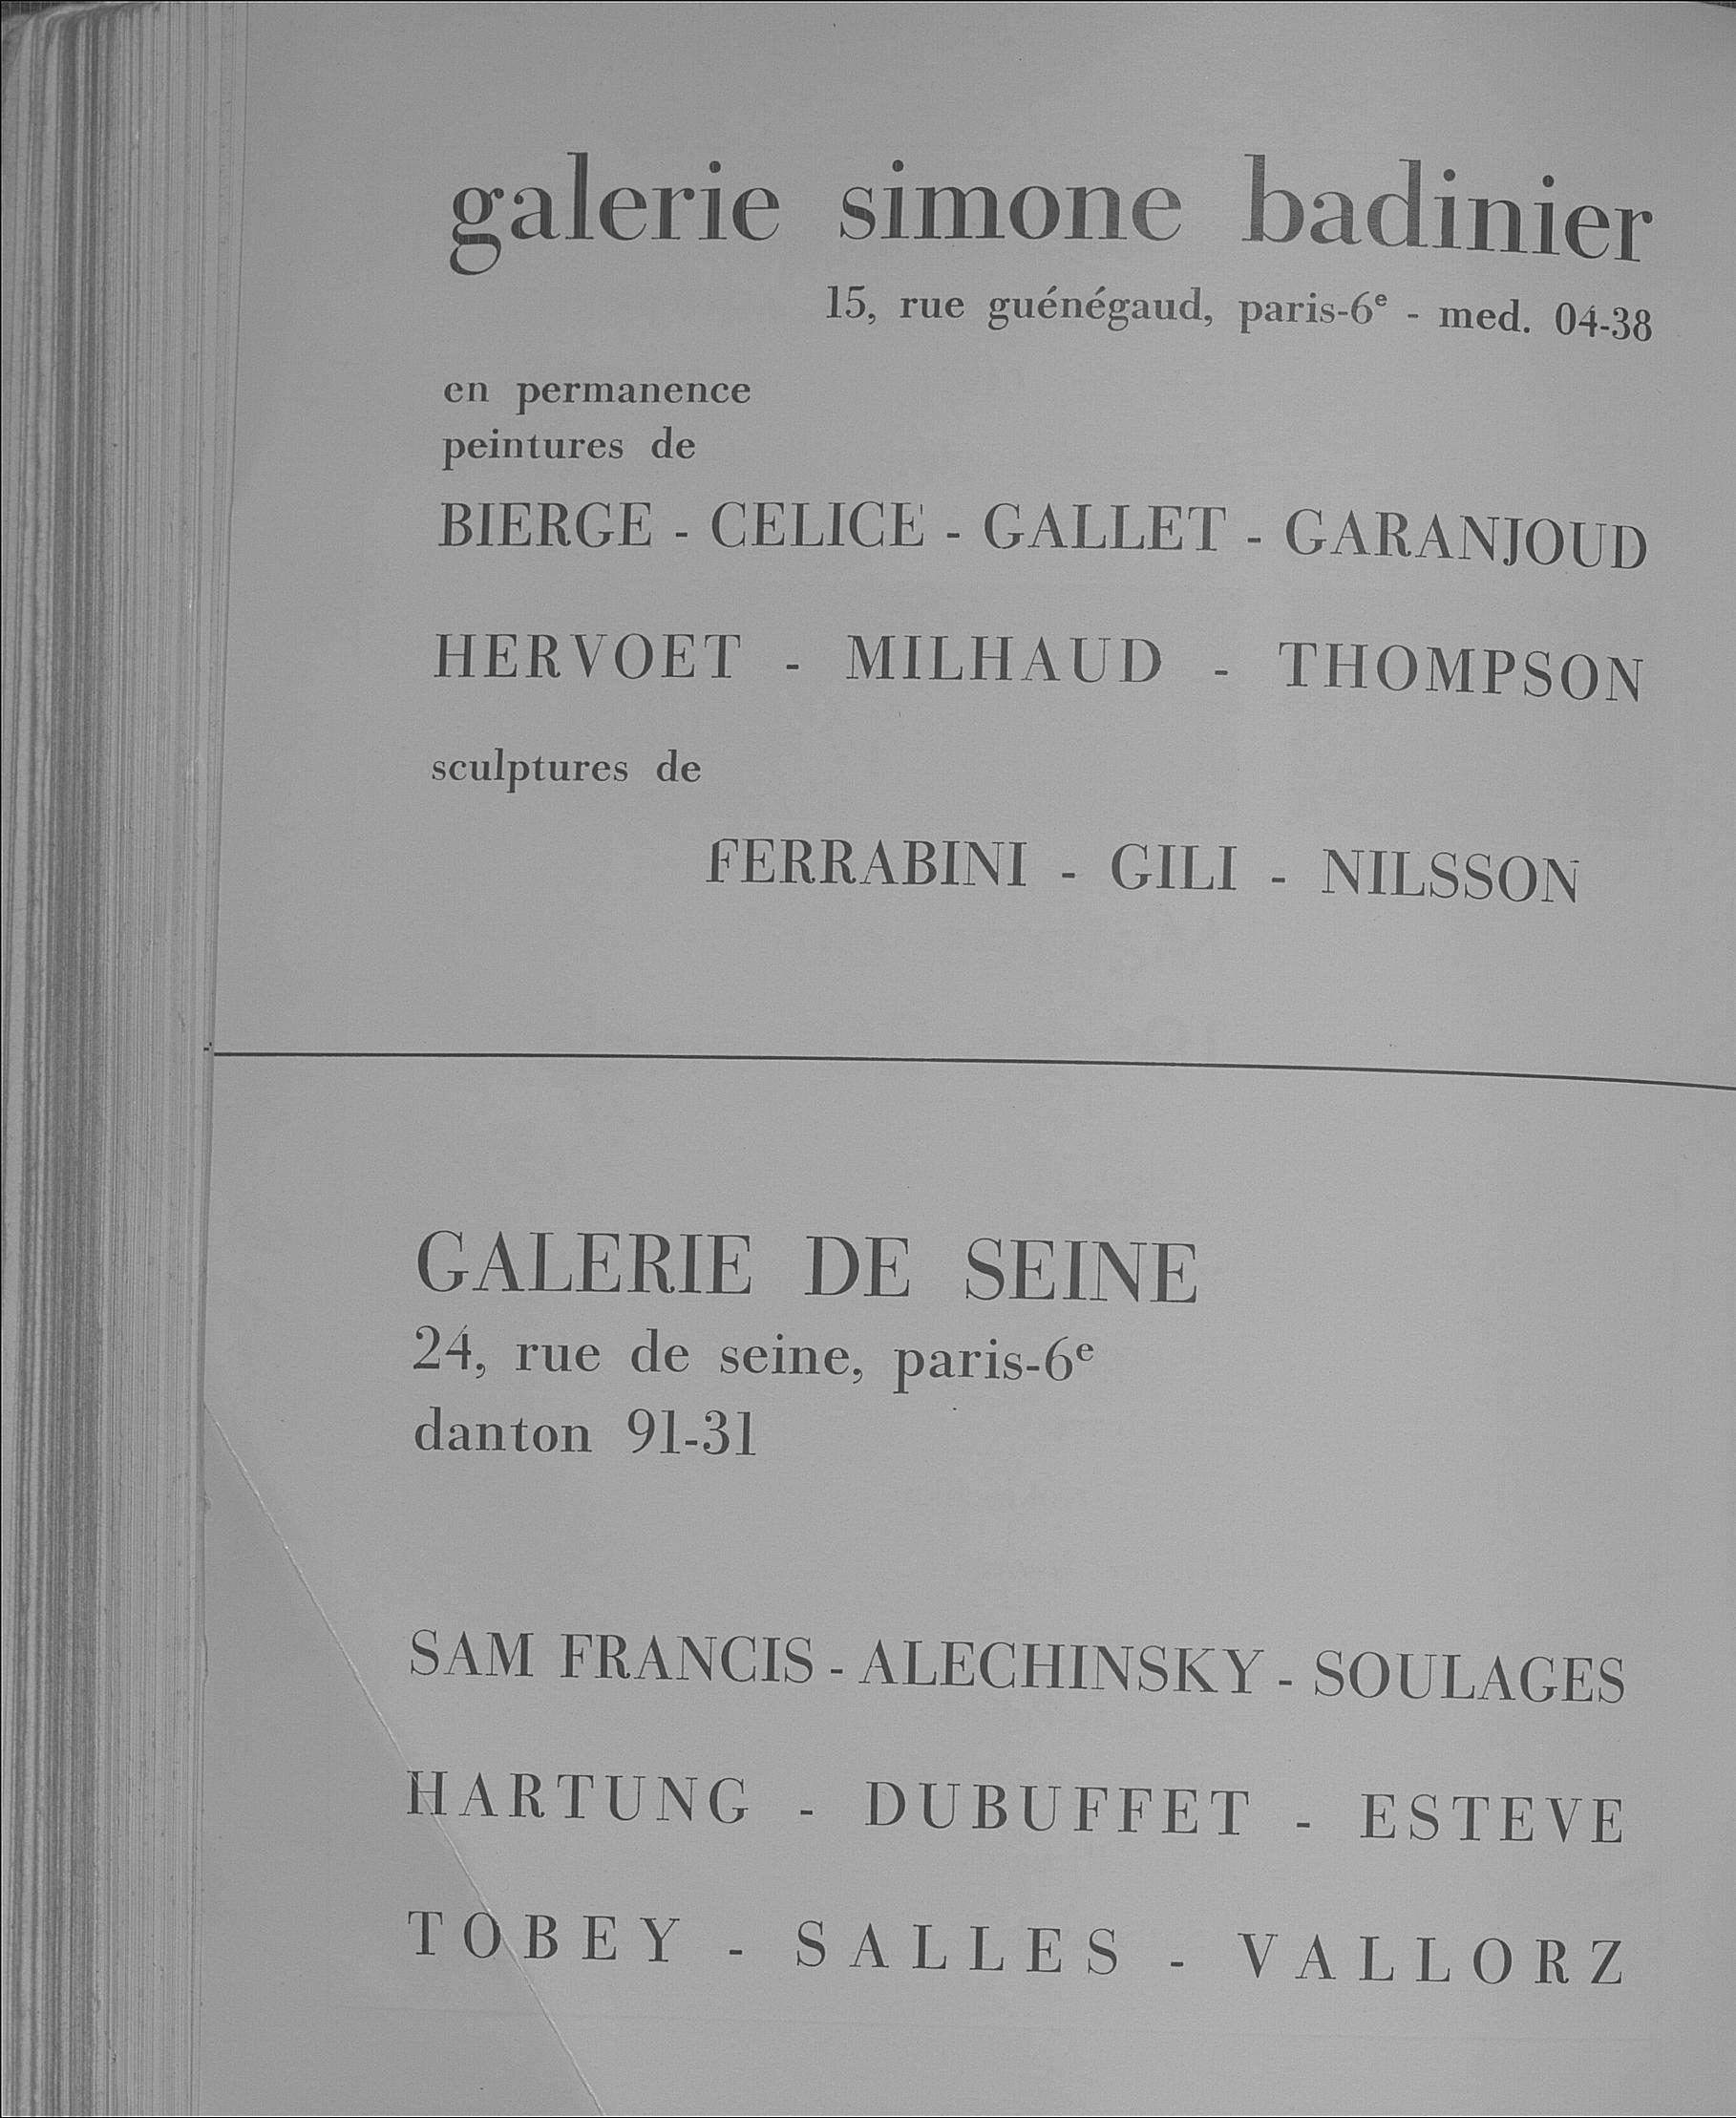 galerie simone badinier
15, rue guénégaud, paris-6e - med. 04-38
en permanence
peintures de
BIERGE - CELICE - GALLET - GARANJOUD
HERVOET - MILHAUD - THOMPSON
sculptures de
FERRABINI - GILI - NILSSON
GALERIE DE SEINE
24, rue de seine, paris-6e
danton 91-31
SAM FRANCIS - ALECHINSKY - SOULAGES
HARTUNG - DUBUFFET - ESTEVE
TOBEY - SALLES - VALLORZ